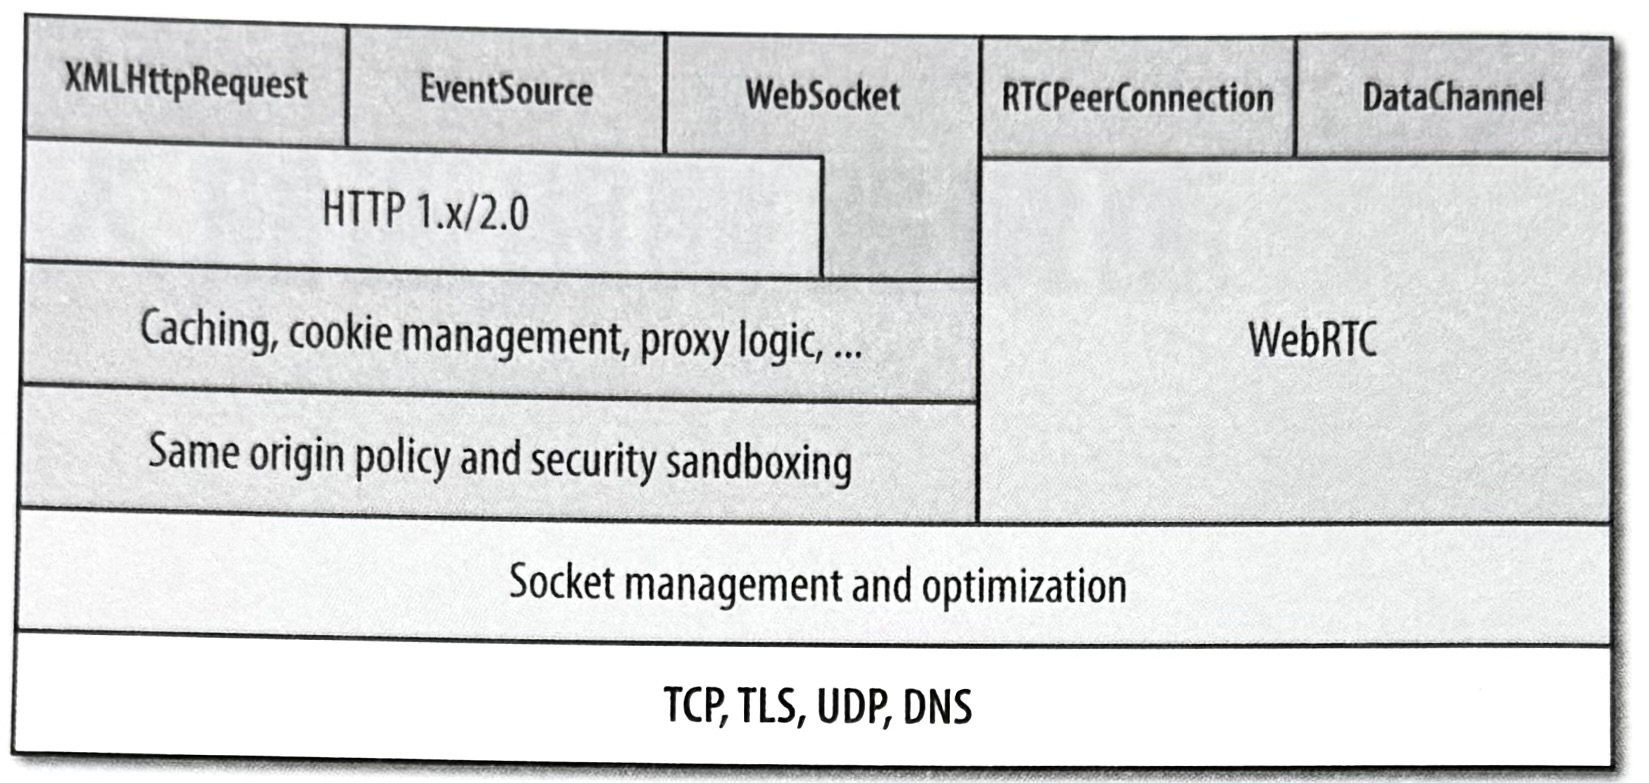 XMLHttpRequest
EventSource
WebSocket
RTCPeerConnection
DataChannel
HTTP 1.x/2.0
Caching, cookie management, proxy logic, ...
WebRTC
Same origin policy and security sandboxing
Socket management and optimization
TCP, TLS, UDP, DNS